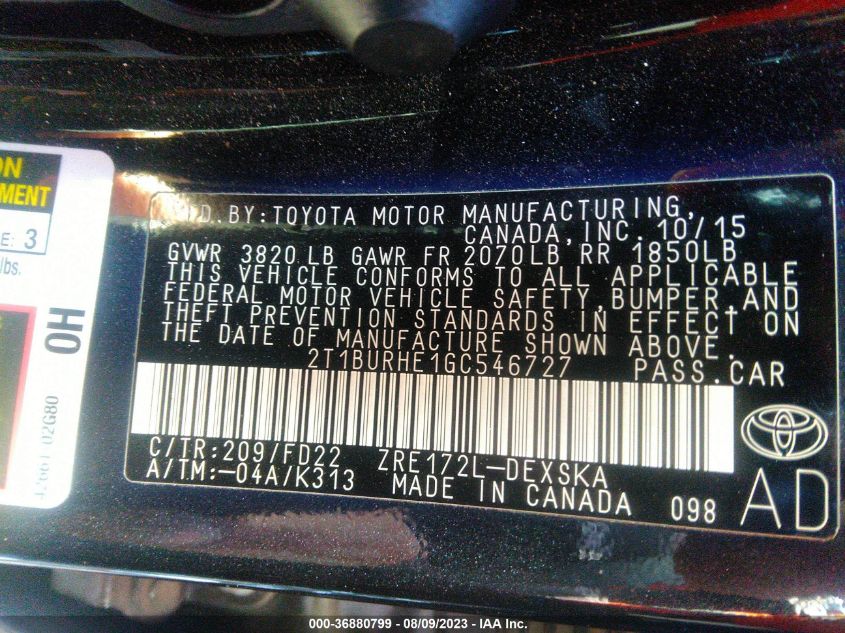 ON
EMENT
E: 3
lbs.
OH
D.BY:TOYOTA MOTOR MANUFACTURING,
CANADA,INC. 10/15
GVWR 3820 LB GAWR FR 2070LB RR 1850LB
THIS VEHICLE CONFORMS TO ALL APPLICABLE
FEDERAL MOTOR VEHICLE SAFETY,BUMPER,AND
THEFT PREVENTION STANDARDS IN EFFECT ON
THE DATE OF MANUFACTURE SHOWN ABOVE.
2T1BURHE1GC546727 PASS.CAR
C/TR:209/FD22 ZRE172L-DEXSKA
A/TM:-04A/K313 MADE IN CANADA 098
AD
000-36880799 - 08/09/2023 - IAA Inc.